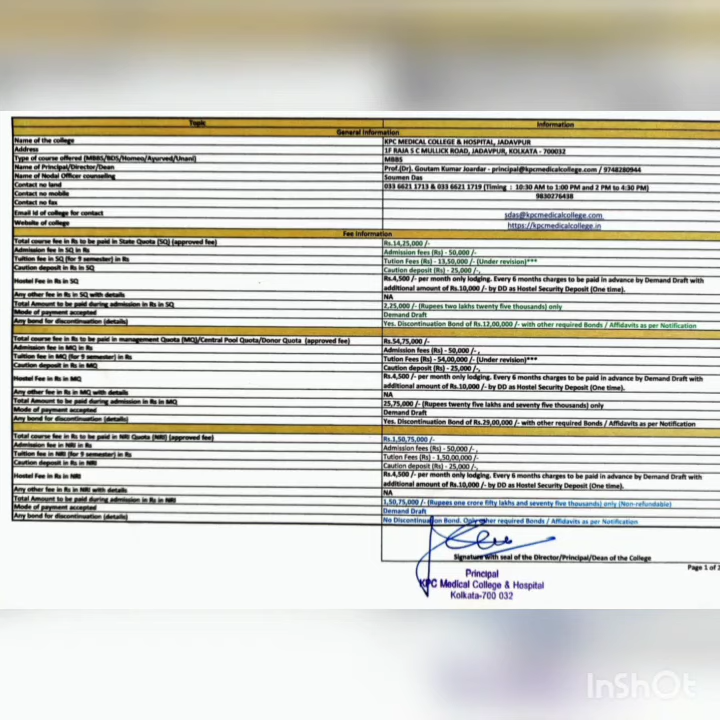 Topic Information
General Information
Name of the college KPC MEDICAL COLLEGE & HOSPITAL, JADAVPUR
Address 1F RAJA S C MULLICK ROAD, JADAVPUR, KOLKATA - 700032
Type of course offered (MBBS/BDS/Homeo/Ayurved/Unani) MBBS
Name of Principal/Director/Dean Prof.(Dr). Goutam Kumar Joardar - principal@kpcmedicalcollege.com / 9748280944
Name of Nodal Officer counseling Soumen Das
Contact no land 033 6621 1713 & 033 6621 1719 (Timing : 10:30 AM to 1:00 PM and 2 PM to 4:30 PM)
Contact no mobile 9830276438
Contact no fax
Email Id of college for contact sdas@kpcmedicalcollege.com
Website of college https://kpcmedicalcollege.in
Fee Information
Total course fee in Rs to be paid in State Quota (SQ) (approved fee) Rs.14,25,000 /-
Admission fee in SQ in Rs Admission fees (Rs) - 50,000 /-
Tuition fee in SQ (for 9 semester) in Rs Tution Fees (Rs) - 13,50,000 /- (Under revision)***
Caution deposit (Rs) in SQ Caution deposit (Rs) - 25,000 /-,
Hostel Fee in Rs in SQ Rs.4,500 /- per month only lodging. Every 6 months charges to be paid in advance by Demand Draft with
additional amount of Rs.10,000 /- by DD as Hostel Security Deposit (One time).
Any other fee in Rs in SQ with details NA
Total Amount to be paid during admission in Rs in SQ 2,25,000 /- (Rupees two lakhs twenty five thousands) only
Mode of payment accepted Demand Draft
Any bond for discontinuation (details) Yes. Discontinuation Bond of Rs.12,00,000 /- with other required Bonds / Affidavits as per Notification
Total course fee in Rs to be paid in management Quota (MQ)/Central Pool Quota/Donor Quota (approved fee) Rs.54,75,000 /-
Admission fee in MQ in Rs Admission fees (Rs) - 50,000 /-,
Tuition fee in MQ (for 9 semester) in Rs Tution Fees (Rs) - 54,00,000 /- (Under revision)***
Caution deposit (Rs) in MQ Caution deposit (Rs) - 25,000 /-,
Hostel Fee in Rs in MQ Rs.4,500 /- per month only lodging. Every 6 months charges to be paid in advance by Demand Draft with
additional amount of Rs.10,000 /- by DD as Hostel Security Deposit (One time).
Any other fee in Rs in MQ with details NA
Total Amount to be paid during admission in Rs in MQ 25,75,000 /- (Rupees twenty five lakhs and seventy five thousands) only
Mode of payment accepted Demand Draft
Any bond for discontinuation (details) Yes. Discontinuation Bond of Rs.29,00,000 /- with other required Bonds / Affidavits as per Notification
Total course fee in Rs to be paid in NRI Quota (NRI) (approved fee) Rs.1,50,75,000 /-
Admission fee in NRI in Rs Admission fees (Rs) - 50,000 /-,
Tuition fee in NRI (for 9 semester) in Rs Tution Fees (Rs) - 1,50,00,000 /-
Caution deposit in Rs in NRI Caution deposit (Rs) - 25,000 /-,
Hostel Fee in Rs in NRI Rs.4,500 /- per month only lodging. Every 6 months charges to be paid in advance by Demand Draft with
additional amount of Rs.10,000 /- by DD as Hostel Security Deposit (One time).
Any other fee in Rs in NRI with details NA
Total Amount to be paid during admission in Rs in NRI 1,50,75,000 /- (Rupees one crore fifty lakhs and seventy five thousands) only (Non-refundable)
Mode of payment accepted Demand Draft
Any bond for discontinuation (details) No Discontinuation Bond. Only other required Bonds / Affidavits as per Notification
Signature with seal of the Director/Principal/Dean of the College
Page 1 of 2
Principal
KPC Medical College & Hospital
Kolkata-700 032
InShOt